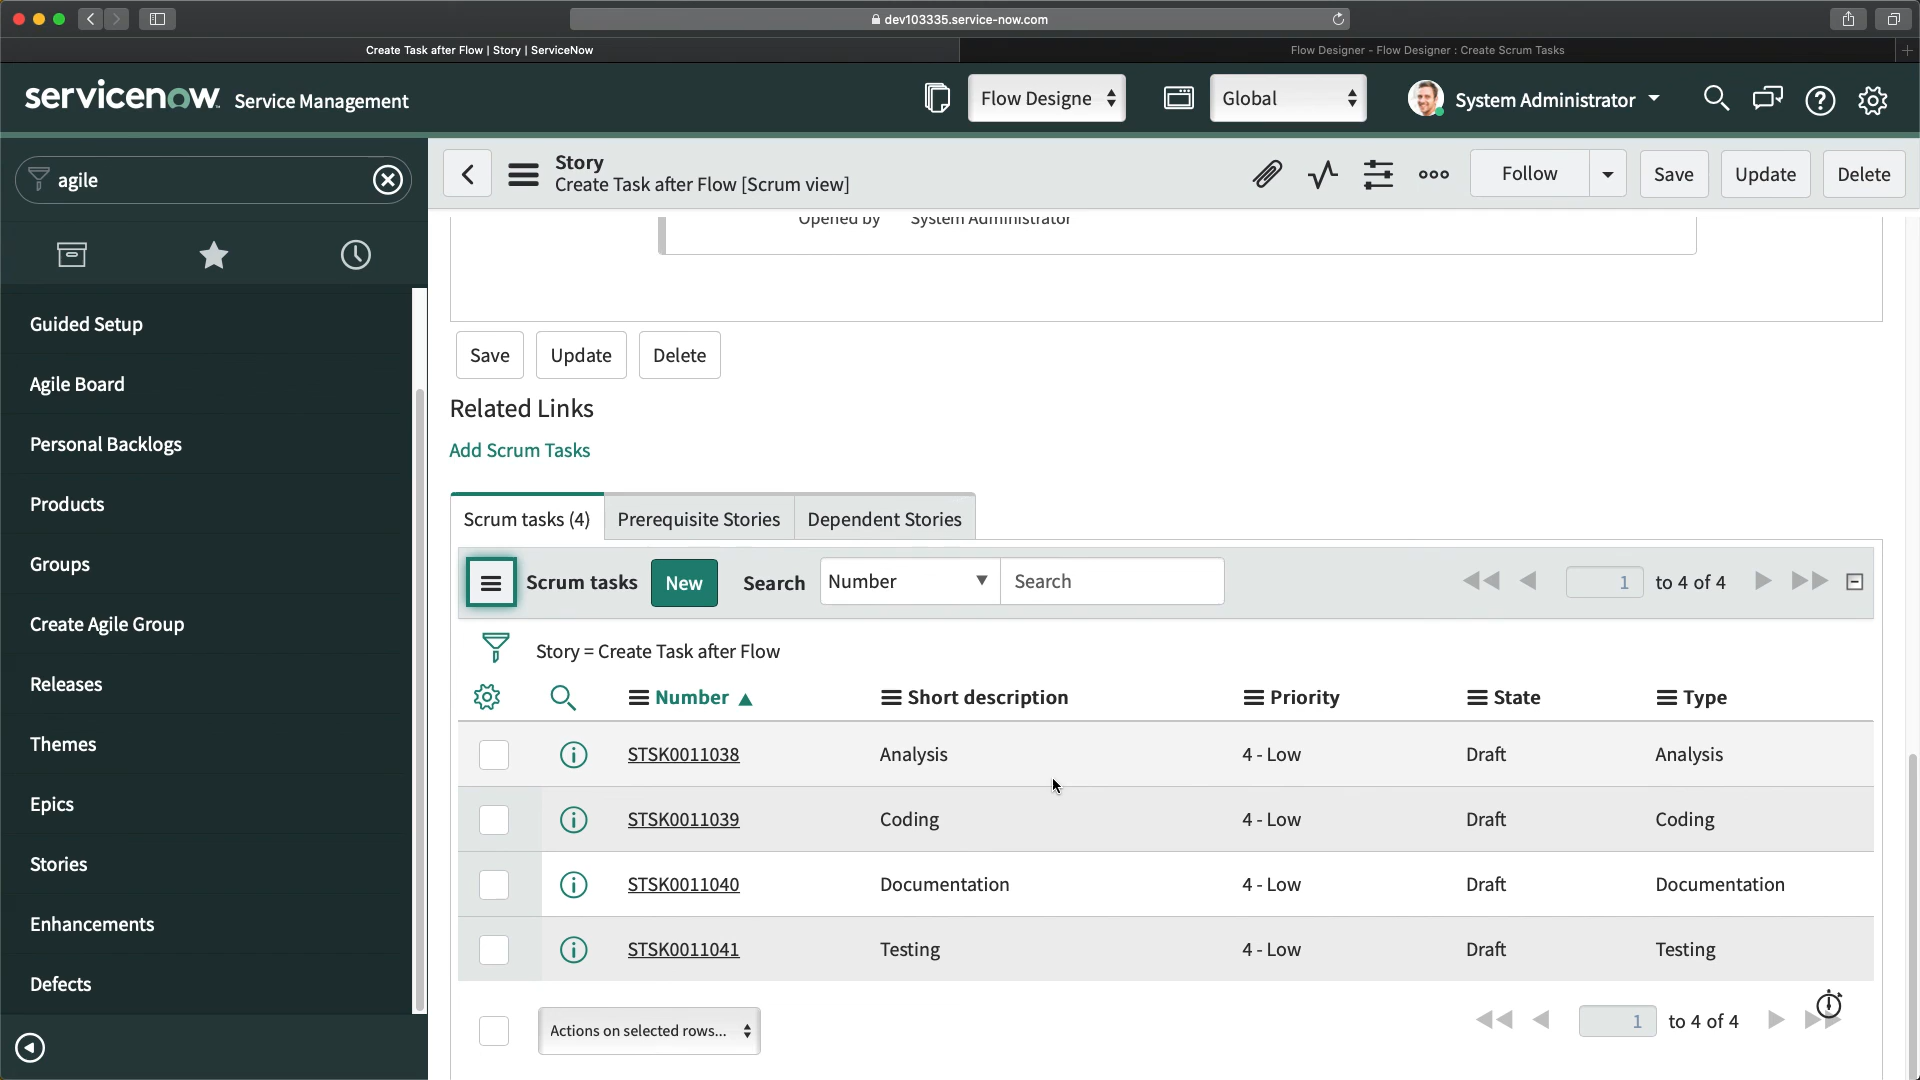 dev103335.service-now.com
Create Task after Flow | Story | ServiceNow
Flow Designer - Flow Designer : Create Scrum Tasks
servicenow Service Management
Flow Designe
Global
System Administrator
agile
Story
Create Task after Flow [Scrum view]
Follow
Save
Update
Delete
Guided Setup
Agile Board
Personal Backlogs
Products
Groups
Create Agile Group
Releases
Themes
Epics
Stories
Enhancements
Defects
Opened by System Administrator
Save
Update
Delete
Related Links
Add Scrum Tasks
Scrum tasks (4)
Prerequisite Stories
Dependent Stories
Scrum tasks
New
Search
Number
Search
1 to 4 of 4
Story = Create Task after Flow
Number Short description Priority State Type
STSK0011038 Analysis 4 - Low Draft Analysis
STSK0011039 Coding 4 - Low Draft Coding
STSK0011040 Documentation 4 - Low Draft Documentation
STSK0011041 Testing 4 - Low Draft Testing
Actions on selected rows...
1 to 4 of 4